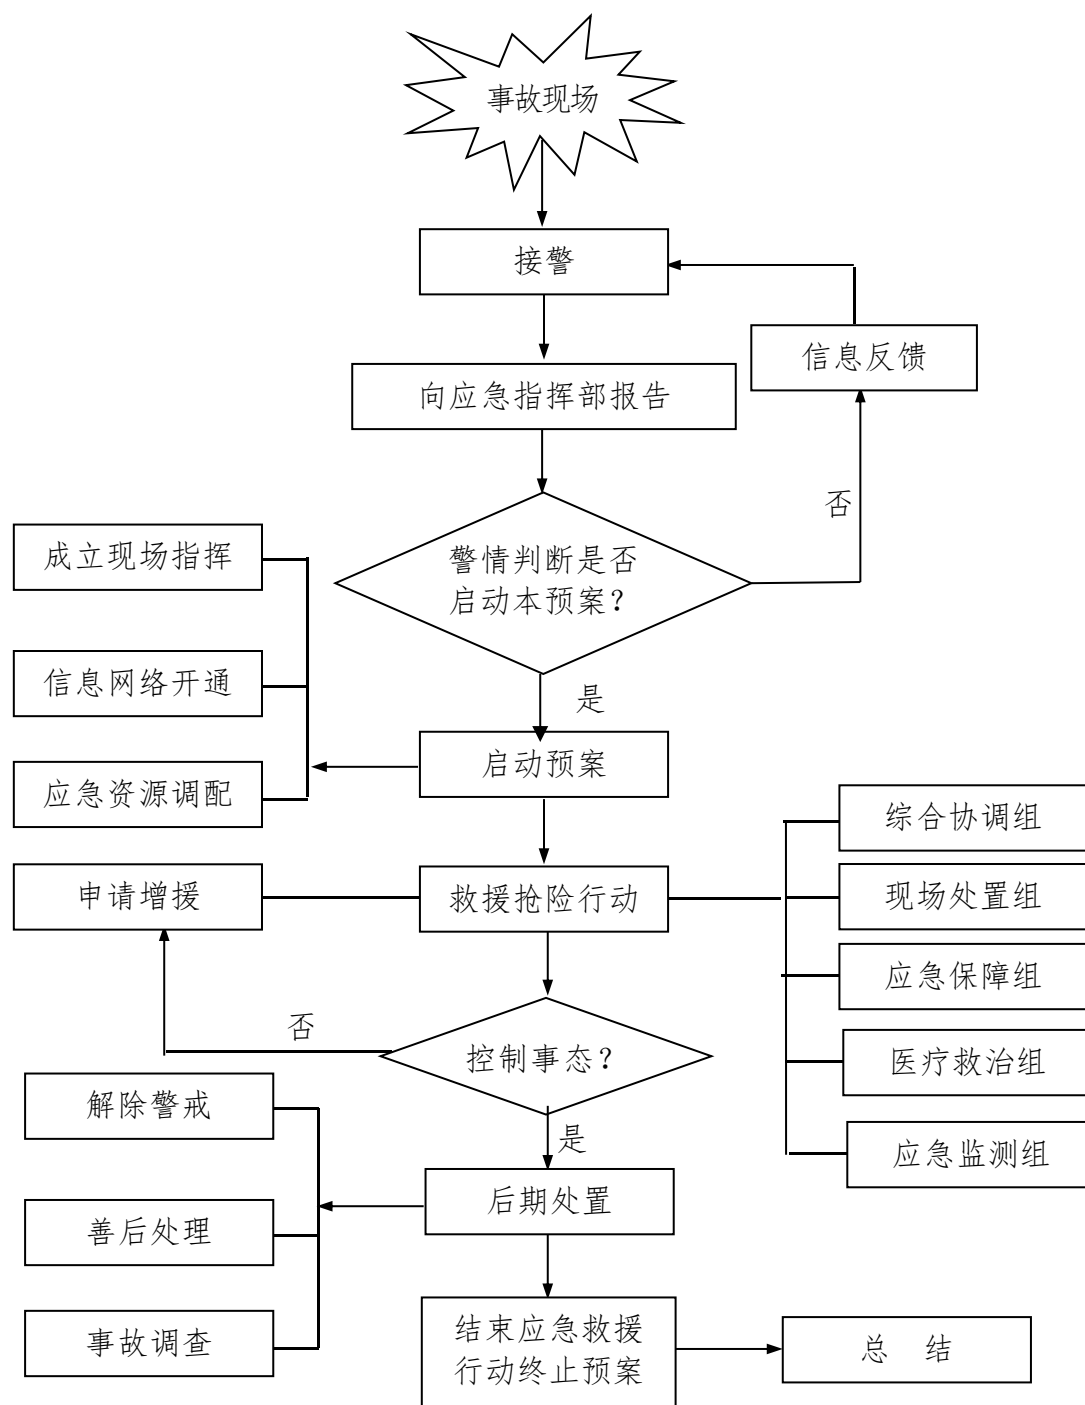 事故现场
接警
信息反馈
向应急指挥部报告
否
成立现场指挥
警情判断是否
启动本预案？
信息网络开通
是
启动预案
应急资源调配
综合协调组
申请增援
救援抢险行动
现场处置组
应急保障组
否
控制事态？
医疗救治组
解除警戒
是
应急监测组
后期处置
善后处理
事故调查
结束应急救援
行动终止预案
总 结